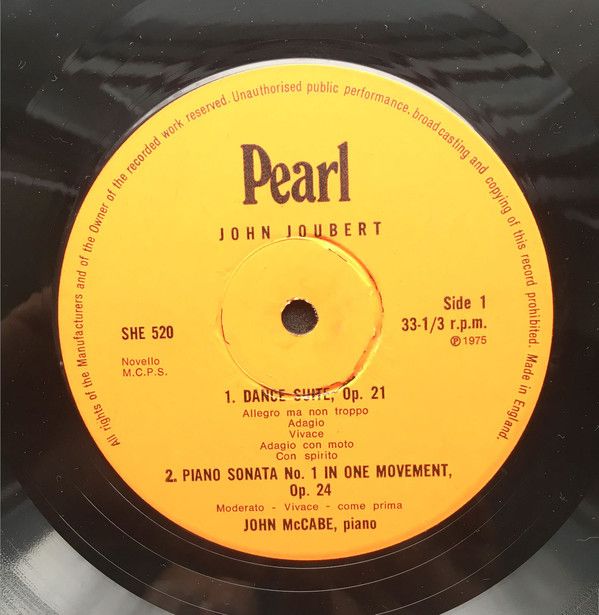 All rights of the Manufacturers and of the Owner of the recorded work reserved. Unauthorised public performance, broadcasting and copying of this record prohibited. Made in England.
Pearl
JOHN JOUBERT
SHE 520
Side 1
33-1/3 r.p.m.
℗1975
Novello
M.C.P.S.
1. DANCE SUITE, Op. 21
Allegro ma non troppo
Adagio
Vivace
Adagio con moto
Con spirito
2. PIANO SONATA No. 1 IN ONE MOVEMENT,
Op. 24
Moderato - Vivace - come prima
JOHN McCABE, piano